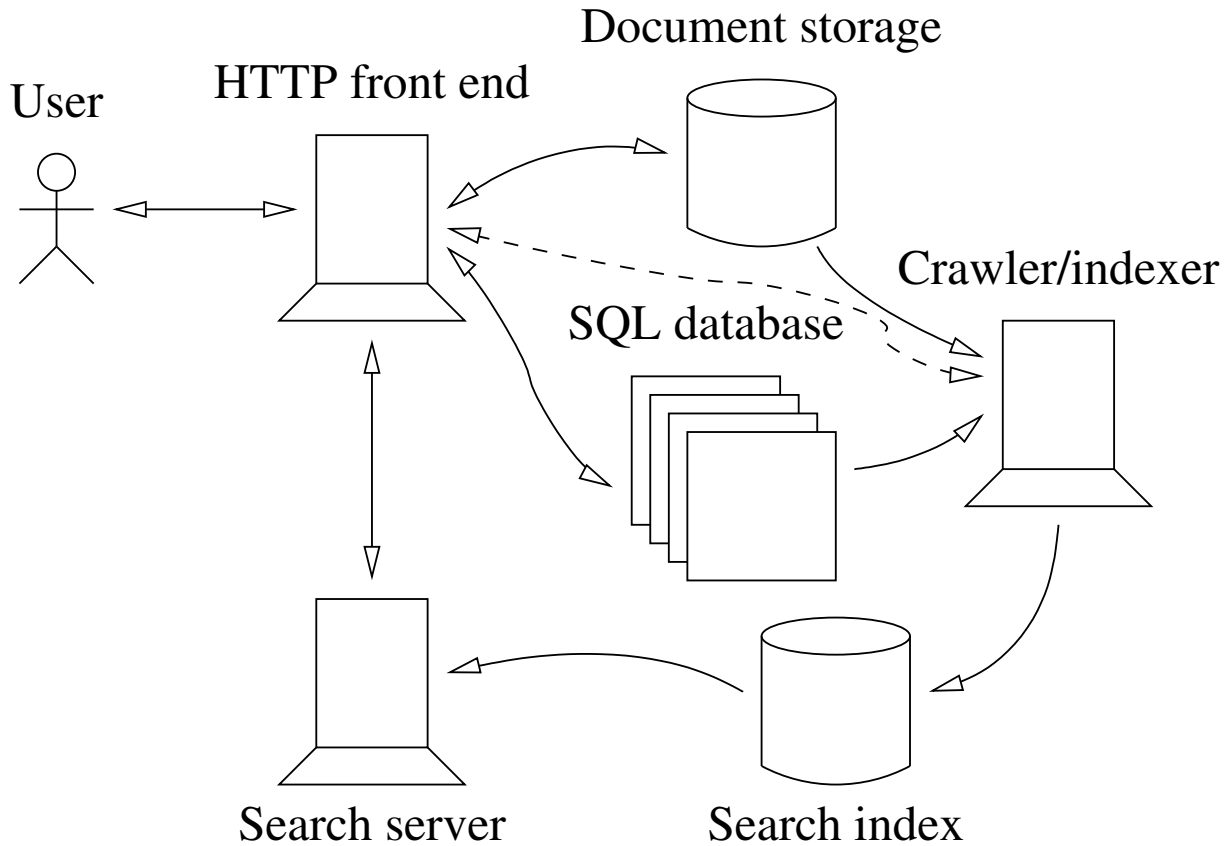 Document storage
HTTP front end
User
Crawler/indexer
SQL database
Search server
Search index